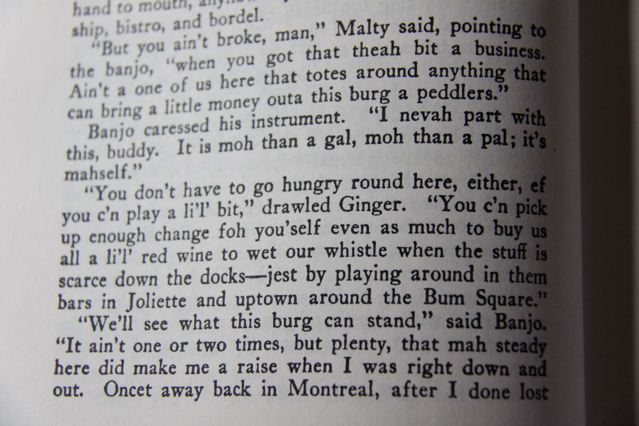 hand to mouth, anyhow
ship, bistro, and bordel.
"But you ain't broke, man," Malty said, pointing to
the banjo, "when you got that theah bit a business.
Ain't a one of us here that totes around anything that
can bring a little money outa this burg a peddlers."
Banjo caressed his instrument. "I nevah part with
this, buddy. It is moh than a gal, moh than a pal; it's
mahself."
"You don't have to go hungry round here, either, ef
you c'n play a li'l' bit," drawled Ginger. "You c'n pick
up enough change foh you'self even as much to buy us
all a li'l' red wine to wet our whistle when the stuff is
scarce down the docks—jest by playing around in them
bars in Joliette and uptown around the Bum Square."
"We'll see what this burg can stand," said Banjo.
"It ain't one or two times, but plenty, that mah steady
here did make me a raise when I was right down and
out. Oncet away back in Montreal, after I done lost